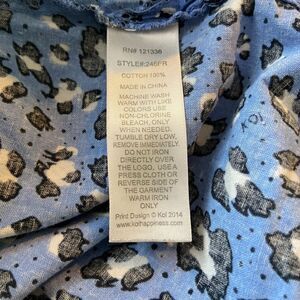 RN# 121336
STYLE#:246FR
COTTON 100%
MADE IN CHINA
MACHINE WASH
WARM WITH LIKE
COLORS USE
NON-CHLORINE
BLEACH, ONLY
WHEN NEEDED.
TUMBLE DRY LOW,
REMOVE IMMEDIATELY.
DO NOT IRON
DIRECTLY OVER
THE LOGO. USE A
PRESS CLOTH OR
REVERSE SIDE OF
THE GARMENT
WARM IRON
ONLY
Print Design © Koi 2014
www.koihappiness.com